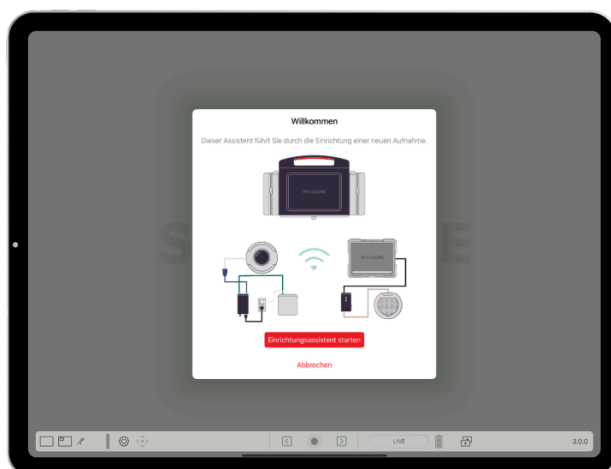 Willkommen
Dieser Assistent führt Sie durch die Einrichtung einer neuen Aufnahme.
Einrichtungsassistent starten
Abbrechen
LIVE
3.0.0